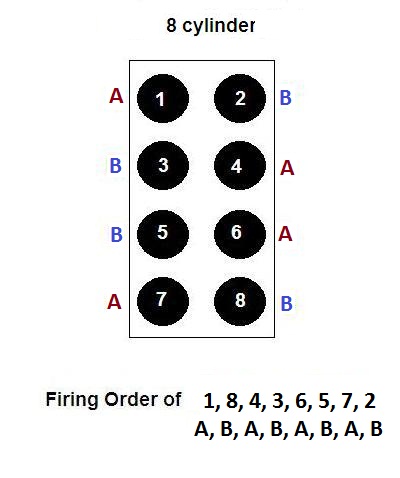 8 cylinder
A 1 2 B
B 3 4 A
B 5 6 A
A 7 8 B
Firing Order of 1, 8, 4, 3, 6, 5, 7, 2
A, B, A, B, A, B, A, B